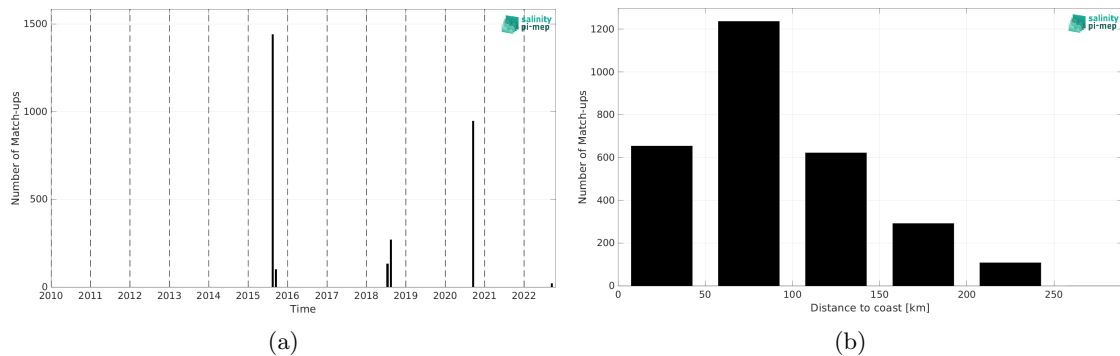 salinity
pi-mep
1500
1000
500
0
Number of Match-ups
2010 2011 2012 2013 2014 2015 2016 2017 2018 2019 2020 2021 2022
Time
(a)
salinity
pi-mep
1200
1000
800
600
400
200
0
Number of Match-ups
0 50 100 150 200 250
Distance to coast [km]
(b)